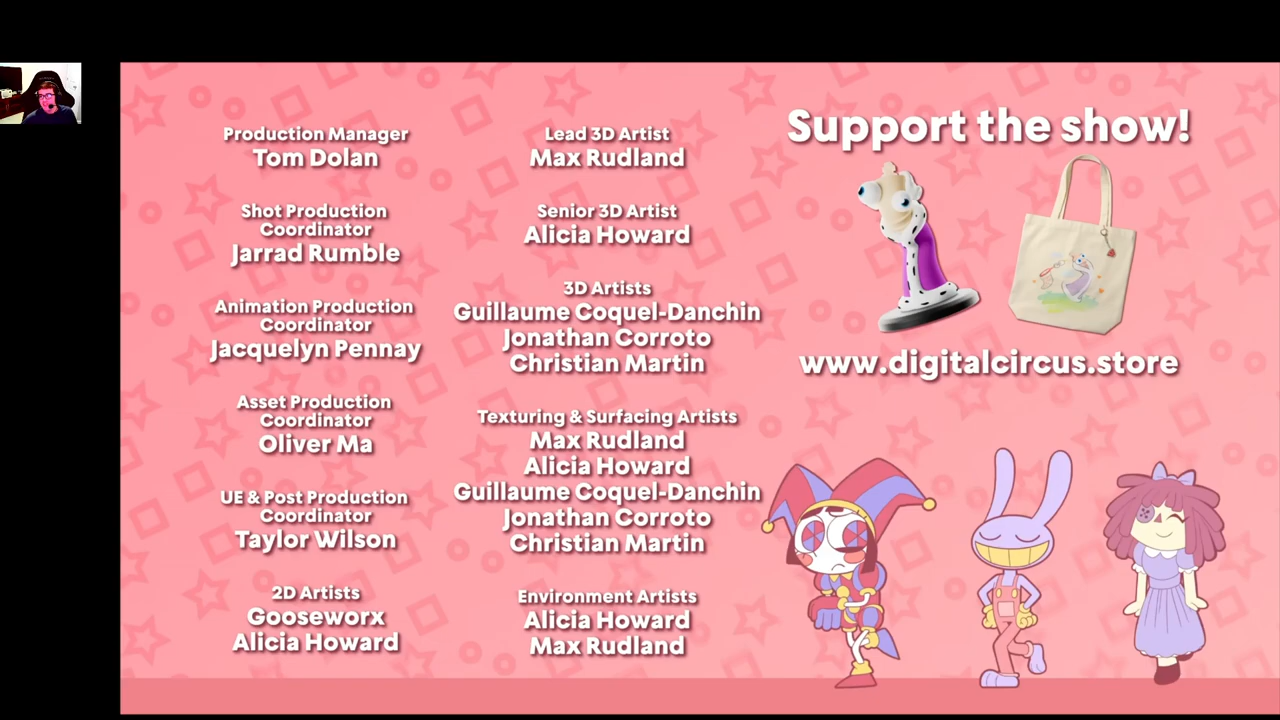 Production Manager
Tom Dolan
Shot Production
Coordinator
Jarrad Rumble
Animation Production
Coordinator
Jacquelyn Pennay
Asset Production
Coordinator
Oliver Ma
UE & Post Production
Coordinator
Taylor Wilson
2D Artists
Gooseworx
Alicia Howard
Lead 3D Artist
Max Rudland
Senior 3D Artist
Alicia Howard
3D Artists
Guillaume Coquel-Danchin
Jonathan Corroto
Christian Martin
Texturing & Surfacing Artists
Max Rudland
Alicia Howard
Guillaume Coquel-Danchin
Jonathan Corroto
Christian Martin
Environment Artists
Alicia Howard
Max Rudland
Support the show!
www.digitalcircus.store